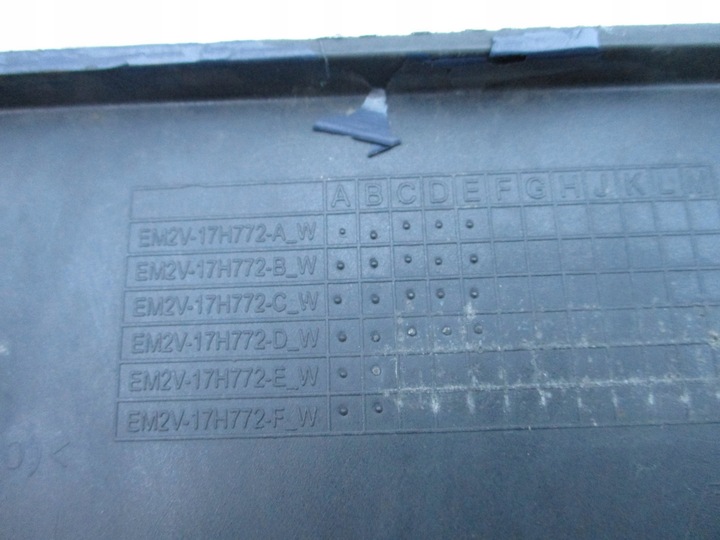 A B C D E F G H J K L M
EM2V-17H772-A_W
EM2V-17H772-B_W
EM2V-17H772-C_W
EM2V-17H772-D_W
EM2V-17H772-E_W
EM2V-17H772-F_W